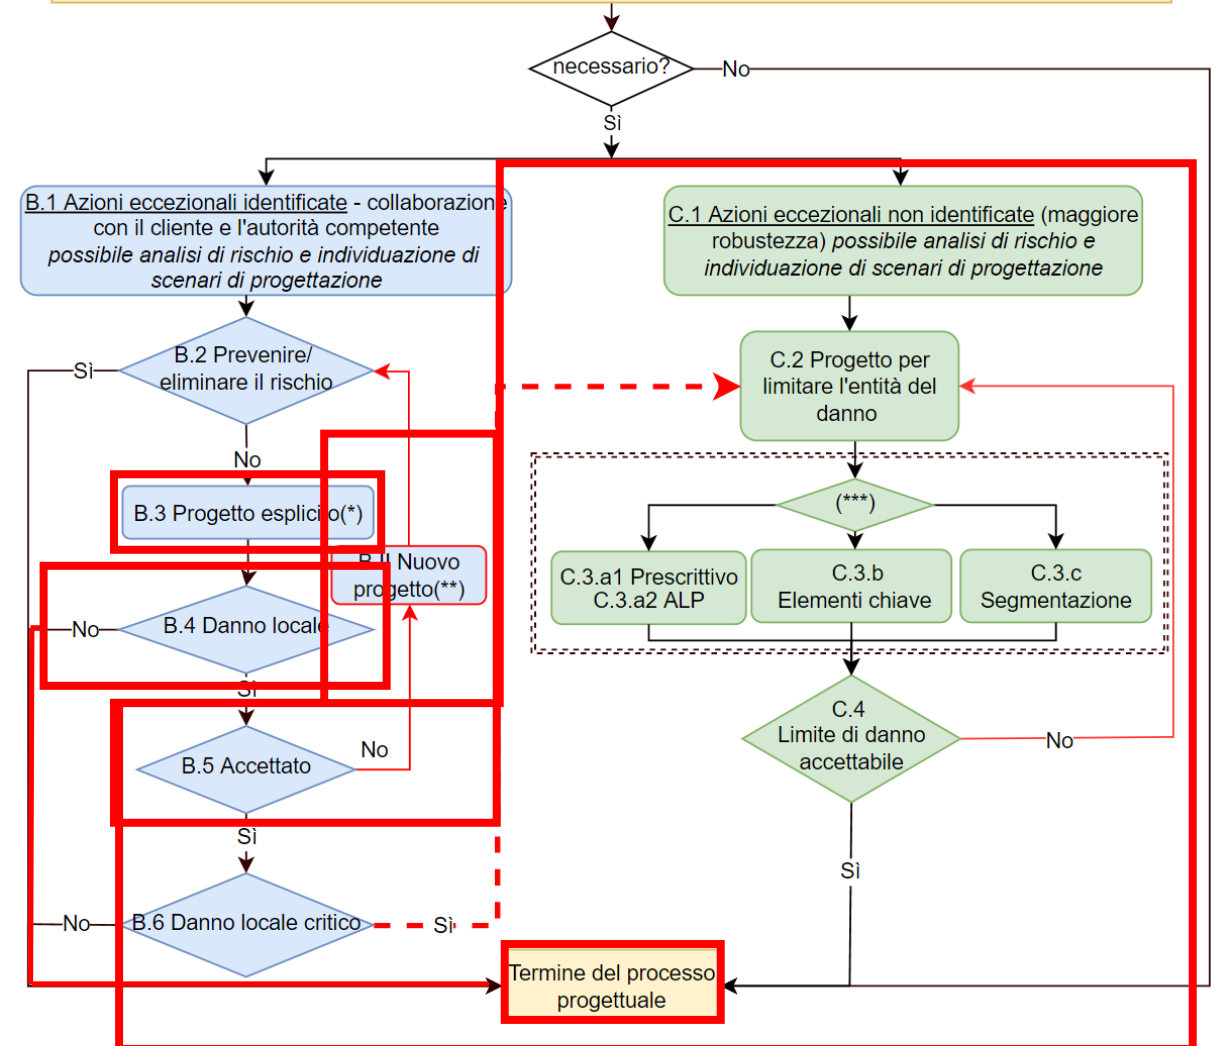 necessario?
No
Sì
B.1 Azioni eccezionali identificate - collaborazione
con il cliente e l'autorità competente
possibile analisi di rischio e individuazione di
scenari di progettazione
C.1 Azioni eccezionali non identificate (maggiore
robustezza) possibile analisi di rischio e
individuazione di scenari di progettazione
B.2 Prevenire/
eliminare il rischio
Sì
No
C.2 Progetto per
limitare l'entità del
danno
B.3 Progetto esplicito(*)
(***)
B.II Nuovo
progetto(**)
C.3.a1 Prescrittivo
C.3.a2 ALP
C.3.b
Elementi chiave
C.3.c
Segmentazione
B.4 Danno locale
No
Sì
C.4
Limite di danno
accettabile
No
B.5 Accettato
No
Sì
Sì
B.6 Danno locale critico
No
Sì
Termine del processo
progettuale